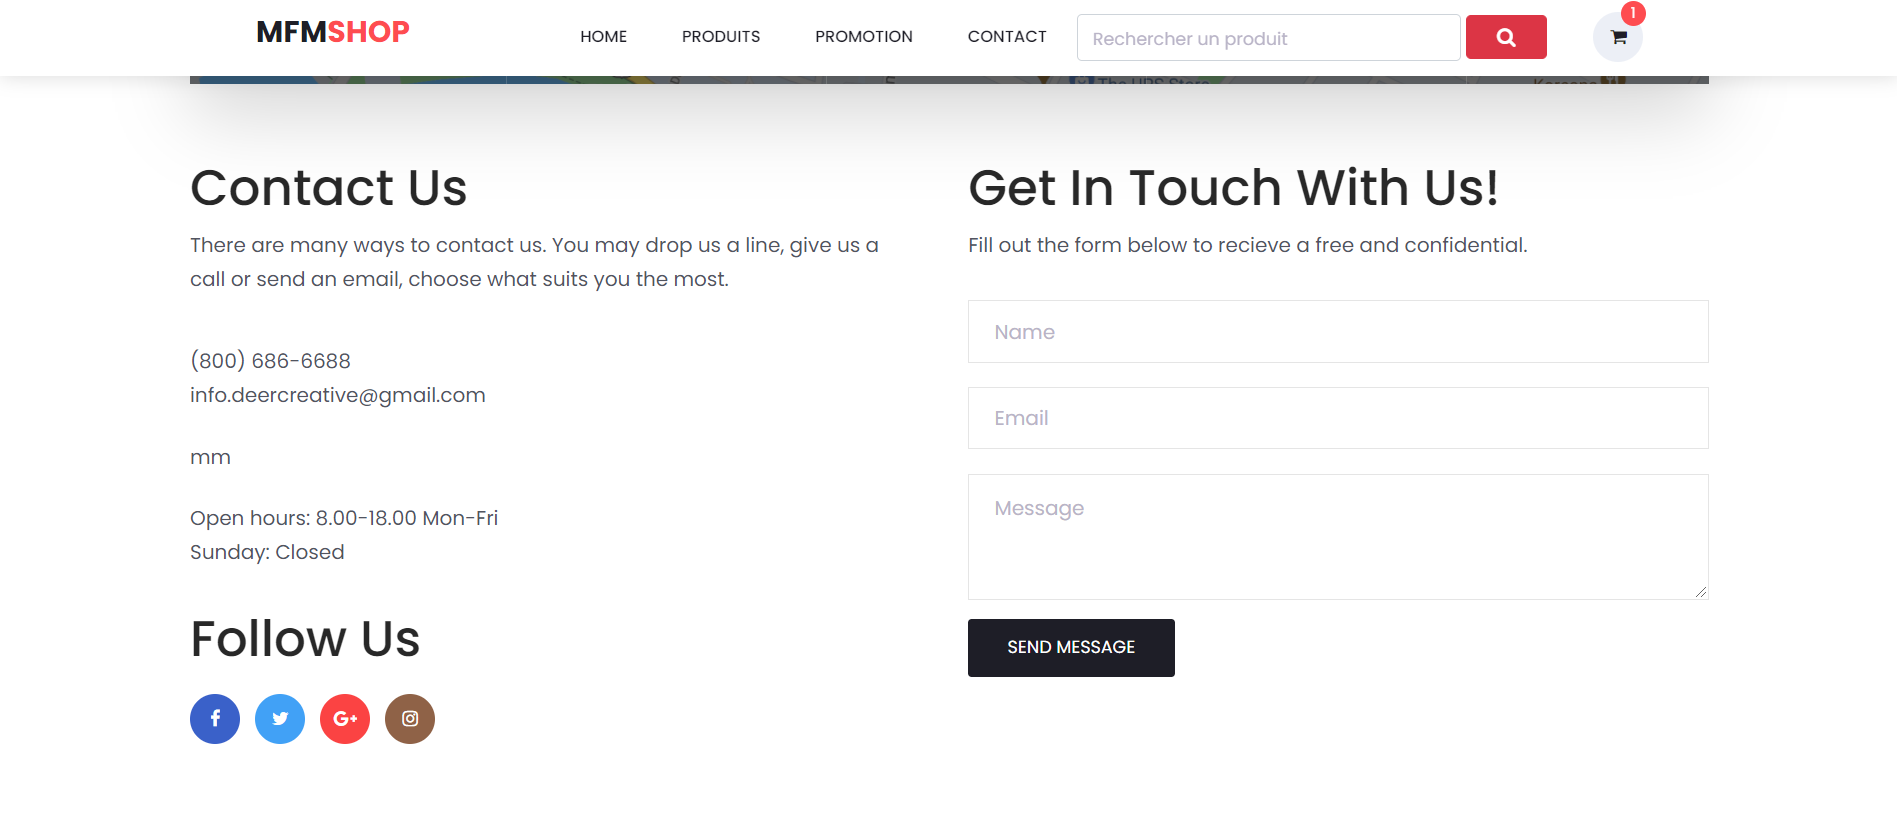 MFMSHOP
HOME PRODUITS PROMOTION CONTACT Rechercher un produit 1
The UPS Store
Contact Us
There are many ways to contact us. You may drop us a line, give us a
call or send an email, choose what suits you the most.
(800) 686-6688
info.deercreative@gmail.com
mm
Open hours: 8.00-18.00 Mon-Fri
Sunday: Closed
Follow Us
Get In Touch With Us!
Fill out the form below to recieve a free and confidential.
Name
Email
Message
SEND MESSAGE